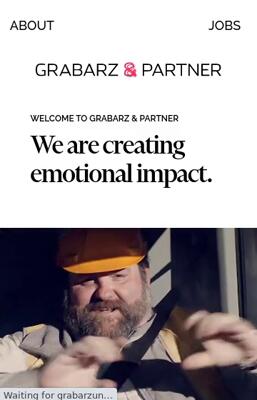 ABOUT JOBS
GRABARZ & PARTNER
WELCOME TO GRABARZ & PARTNER
We are creating
emotional impact.
Waiting for grabarzun...